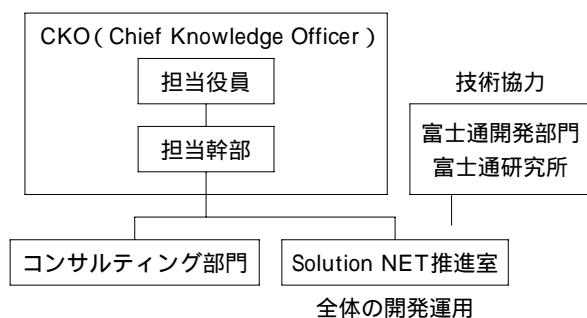 CKO(Chief Knowledge Officer)
担当役員
担当幹部
技術協力
富士通開発部門
富士通研究所
コンサルティング部門
Solution NET推進室
全体の開発運用